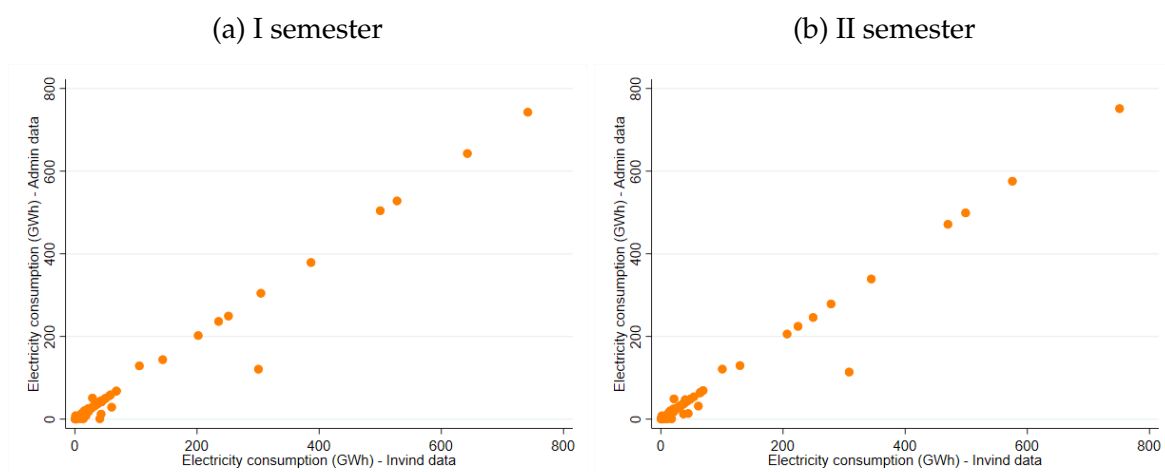 (a) I semester
(b) II semester
Electricity consumption (GWh) - Admin data
800
600
400
200
0
0 200 400 600 800
Electricity consumption (GWh) - Invind data
Electricity consumption (GWh) - Admin data
800
600
400
200
0
0 200 400 600 800
Electricity consumption (GWh) - Invind data